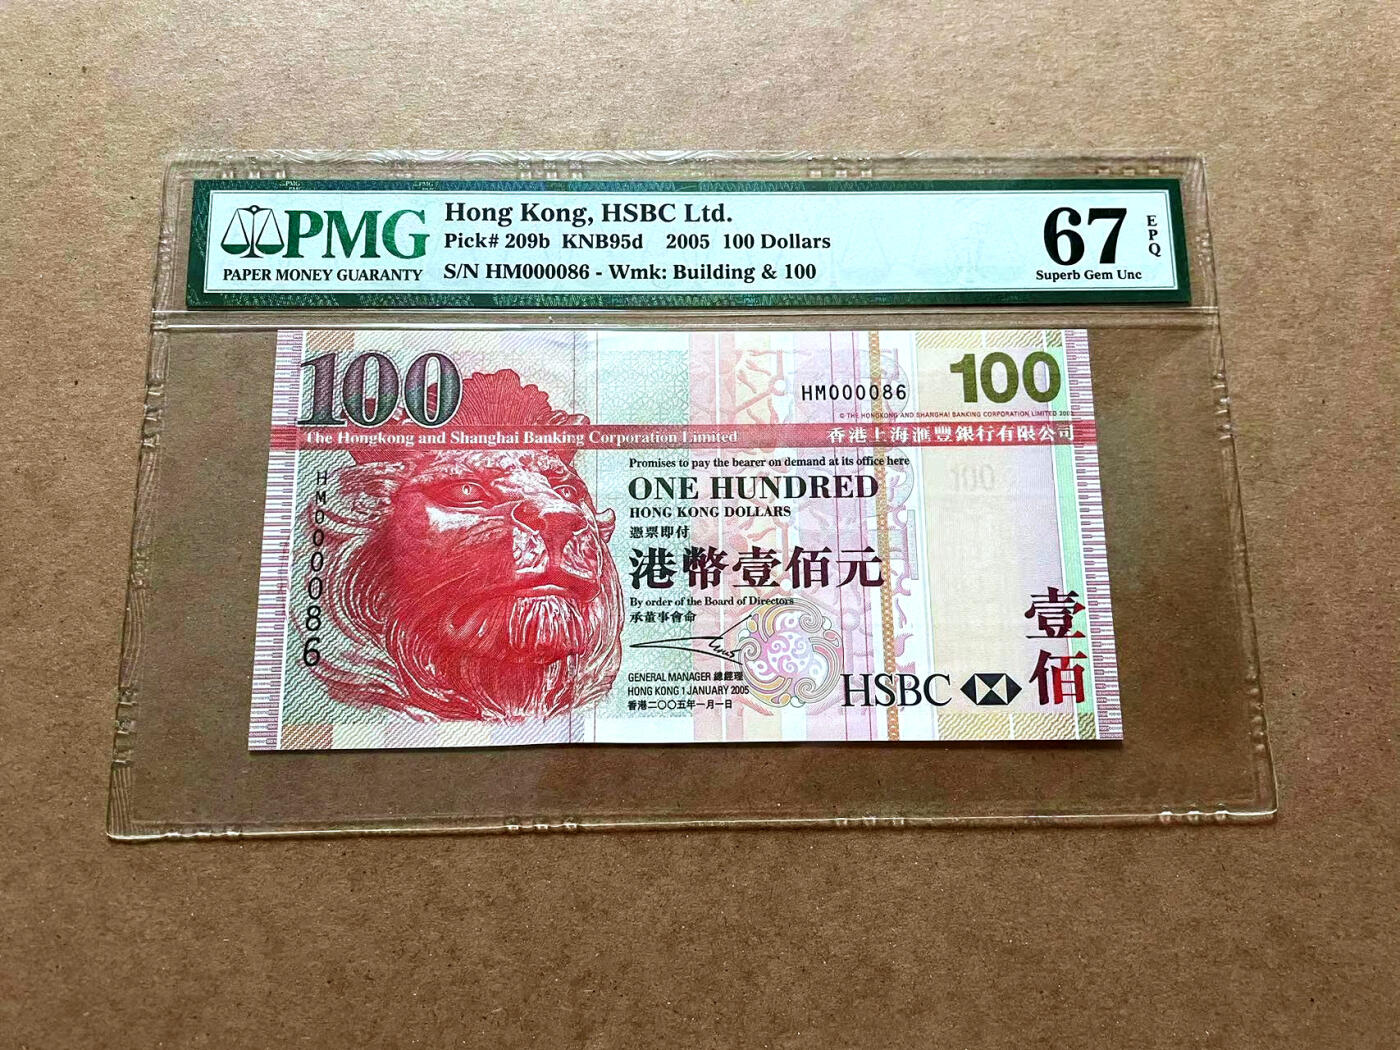 PMG
PAPER MONEY GUARANTY
Hong Kong, HSBC Ltd.
Pick# 209b KNB95d 2005 100 Dollars
S/N HM000086 - Wmk: Building & 100
67
EPQ
Superb Gem Unc
100
HM000086
100
The Hongkong and Shanghai Banking Corporation Limited
香港上海滙豐銀行有限公司
HM000086
Promises to pay the bearer on demand at its office here
ONE HUNDRED
HONG KONG DOLLARS
憑票即付
港幣壹佰元
By order of the Board of Directors
承董事會命
GENERAL MANAGER 總經理
HONG KONG 1 JANUARY 2005
香港二〇〇五年一月一日
HSBC
壹佰
100